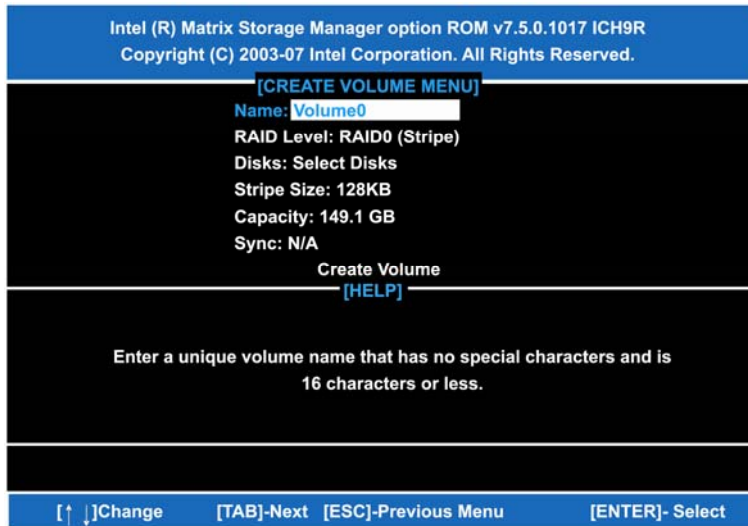 Intel (R) Matrix Storage Manager option ROM v7.5.0.1017 ICH9R
Copyright (C) 2003-07 Intel Corporation. All Rights Reserved.
[CREATE VOLUME MENU]
Name: Volume0
RAID Level: RAID0 (Stripe)
Disks: Select Disks
Stripe Size: 128KB
Capacity: 149.1 GB
Sync: N/A
Create Volume
[HELP]
Enter a unique volume name that has no special characters and is
16 characters or less.
[↑ ↓]Change [TAB]-Next [ESC]-Previous Menu [ENTER]- Select